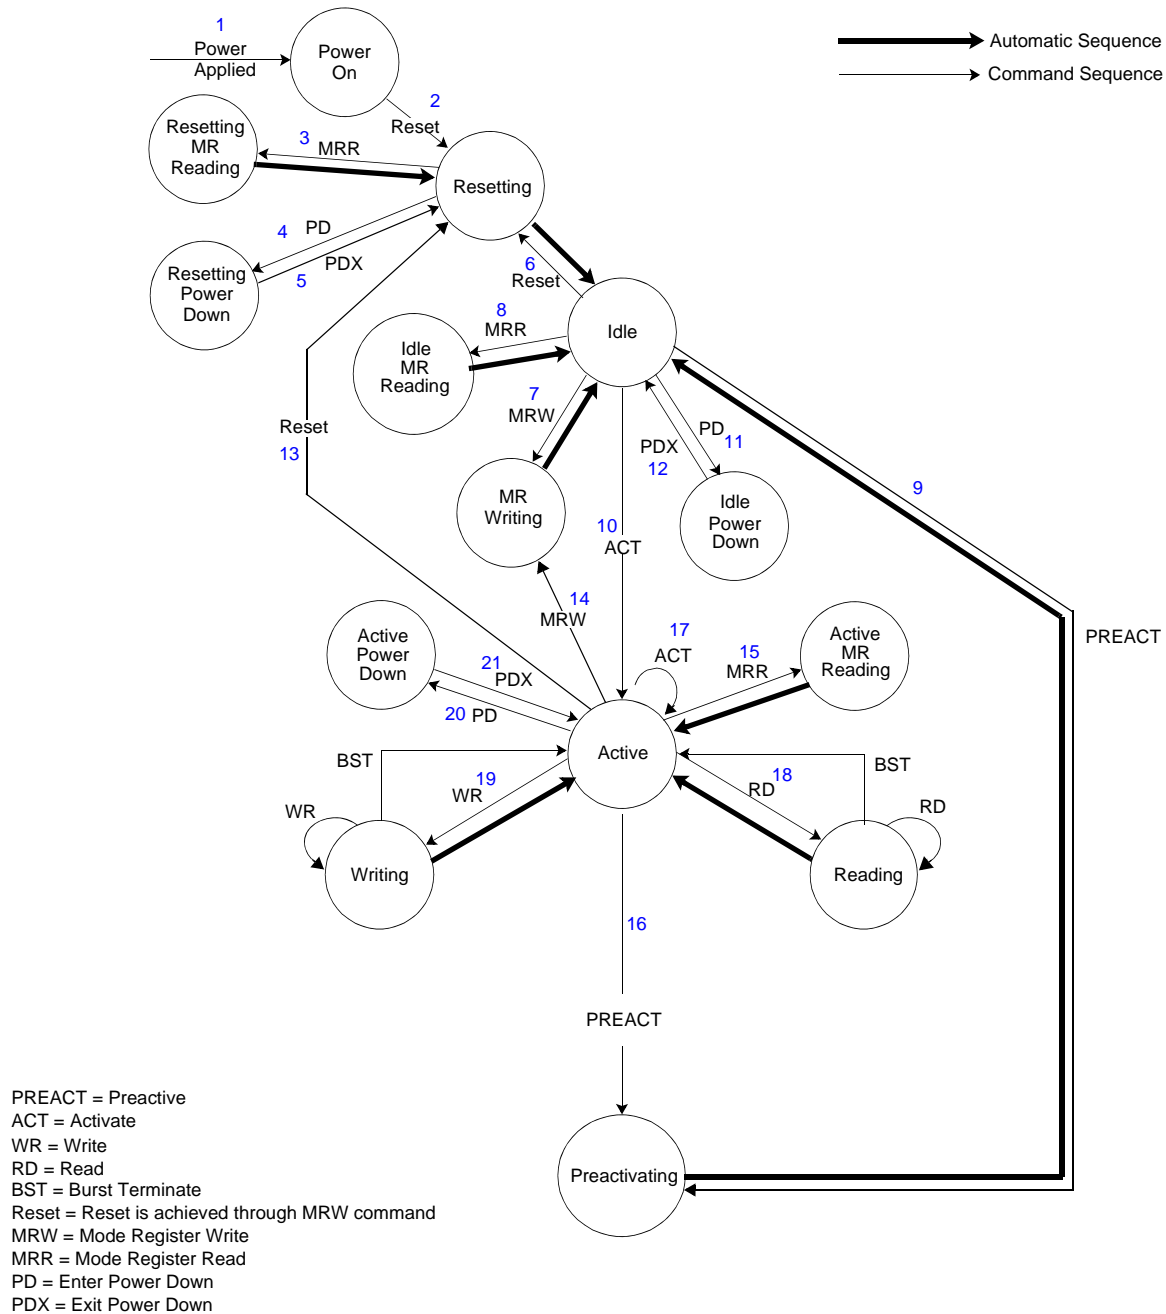 1
Power
Applied
Power
On
Automatic Sequence
Command Sequence
2
Reset
Resetting
MR
Reading
3
MRR
Resetting
4
PD
PDX
5
Resetting
Power
Down
6
Reset
Idle
8
MRR
Idle
MR
Reading
7
MRW
PD
11
PDX
12
Reset
13
MR
Writing
Idle
Power
Down
9
10
ACT
PREACT
14
MRW
17
ACT
15
MRR
Active
MR
Reading
Active
Power
Down
21
PDX
20 PD
Active
BST
19
WR
18
RD
BST
WR
RD
Writing
Reading
16
PREACT
Preactivating
PREACT = Preactive
ACT = Activate
WR = Write
RD = Read
BST = Burst Terminate
Reset = Reset is achieved through MRW command
MRW = Mode Register Write
MRR = Mode Register Read
PD = Enter Power Down
PDX = Exit Power Down